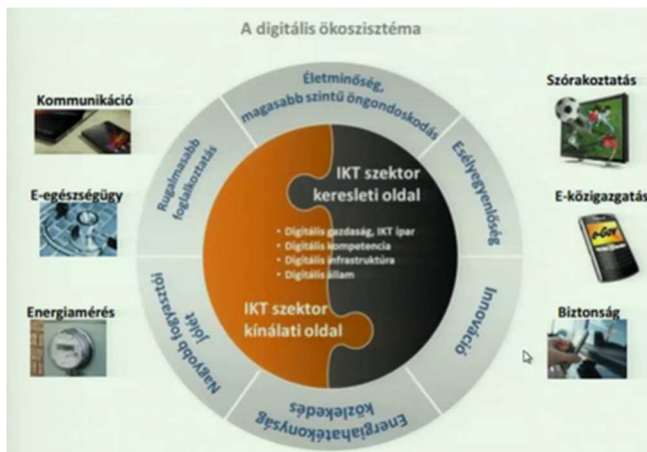 A digitális ökoszisztéma
Kommunikáció
E-egészségügy
Energiamérés
Életminőség,
magasabb szintű öngondoskodás
Esélyegyenlőség
Innováció
Energiahatékonyság
közlekedés
Nagyobb fogyasztói
jólét
Rugalmasabb
foglalkoztatás
IKT szektor
keresleti oldal
• Digitális gazdaság, IKT ipar
• Digitális kompetencia
• Digitális infrastruktúra
• Digitális állam
IKT szektor
kínálati oldal
Szórakoztatás
E-közigazgatás
e-Gov
Biztonság